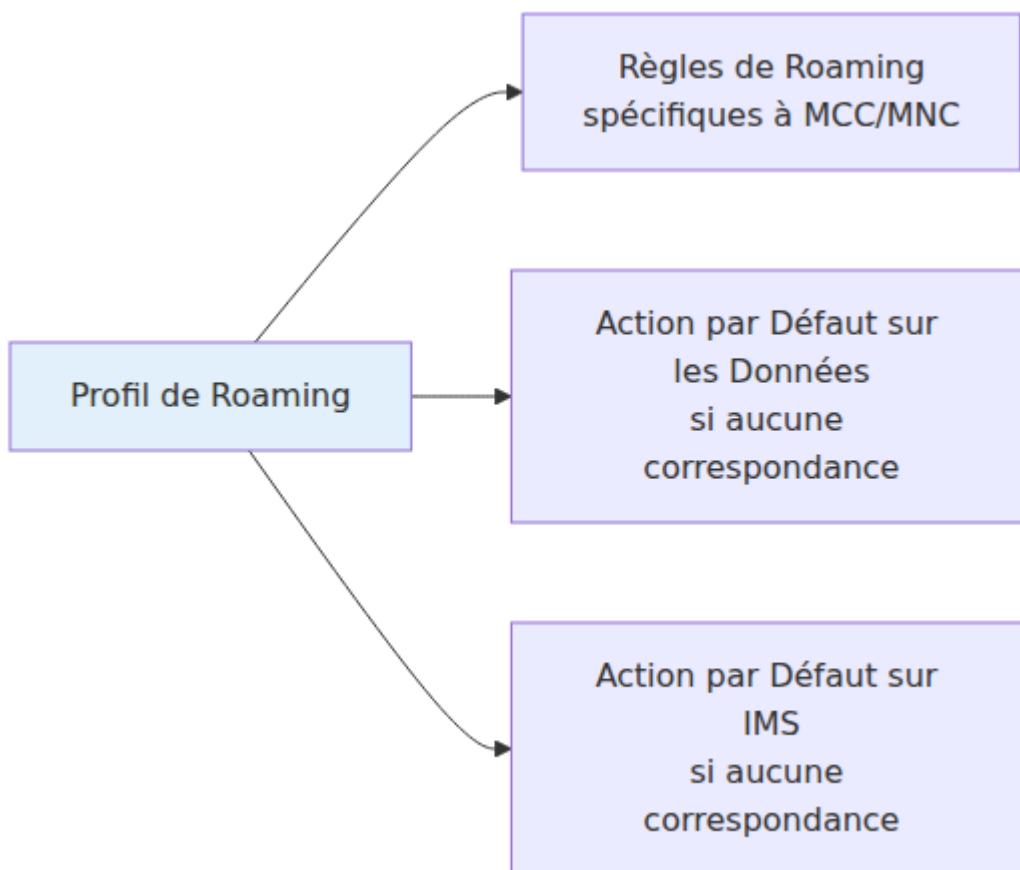 Règles de Roaming
spécifiques à MCC/MNC
Action par Défaut sur
les Données
si aucune
correspondance
Profil de Roaming
Action par Défaut sur
IMS
si aucune
correspondance